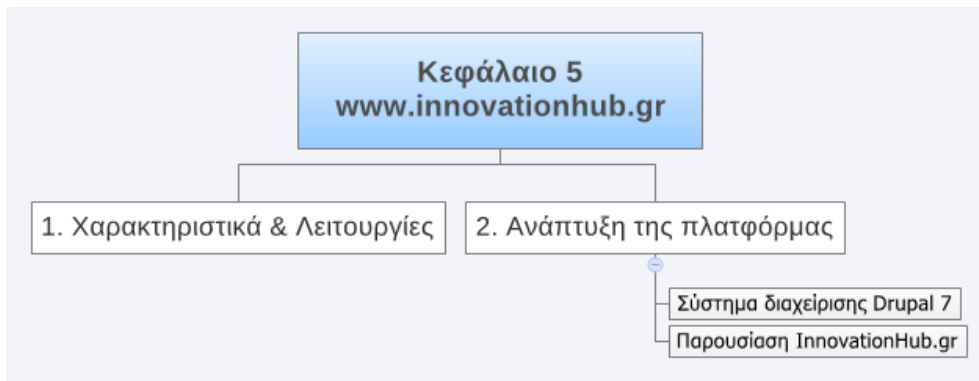 Κεφάλαιο 5
www.innovationhub.gr
1. Χαρακτηριστικά & Λειτουργίες
2. Ανάπτυξη της πλατφόρμας
Σύστημα διαχείρισης Drupal 7
Παρουσίαση InnovationHub.gr